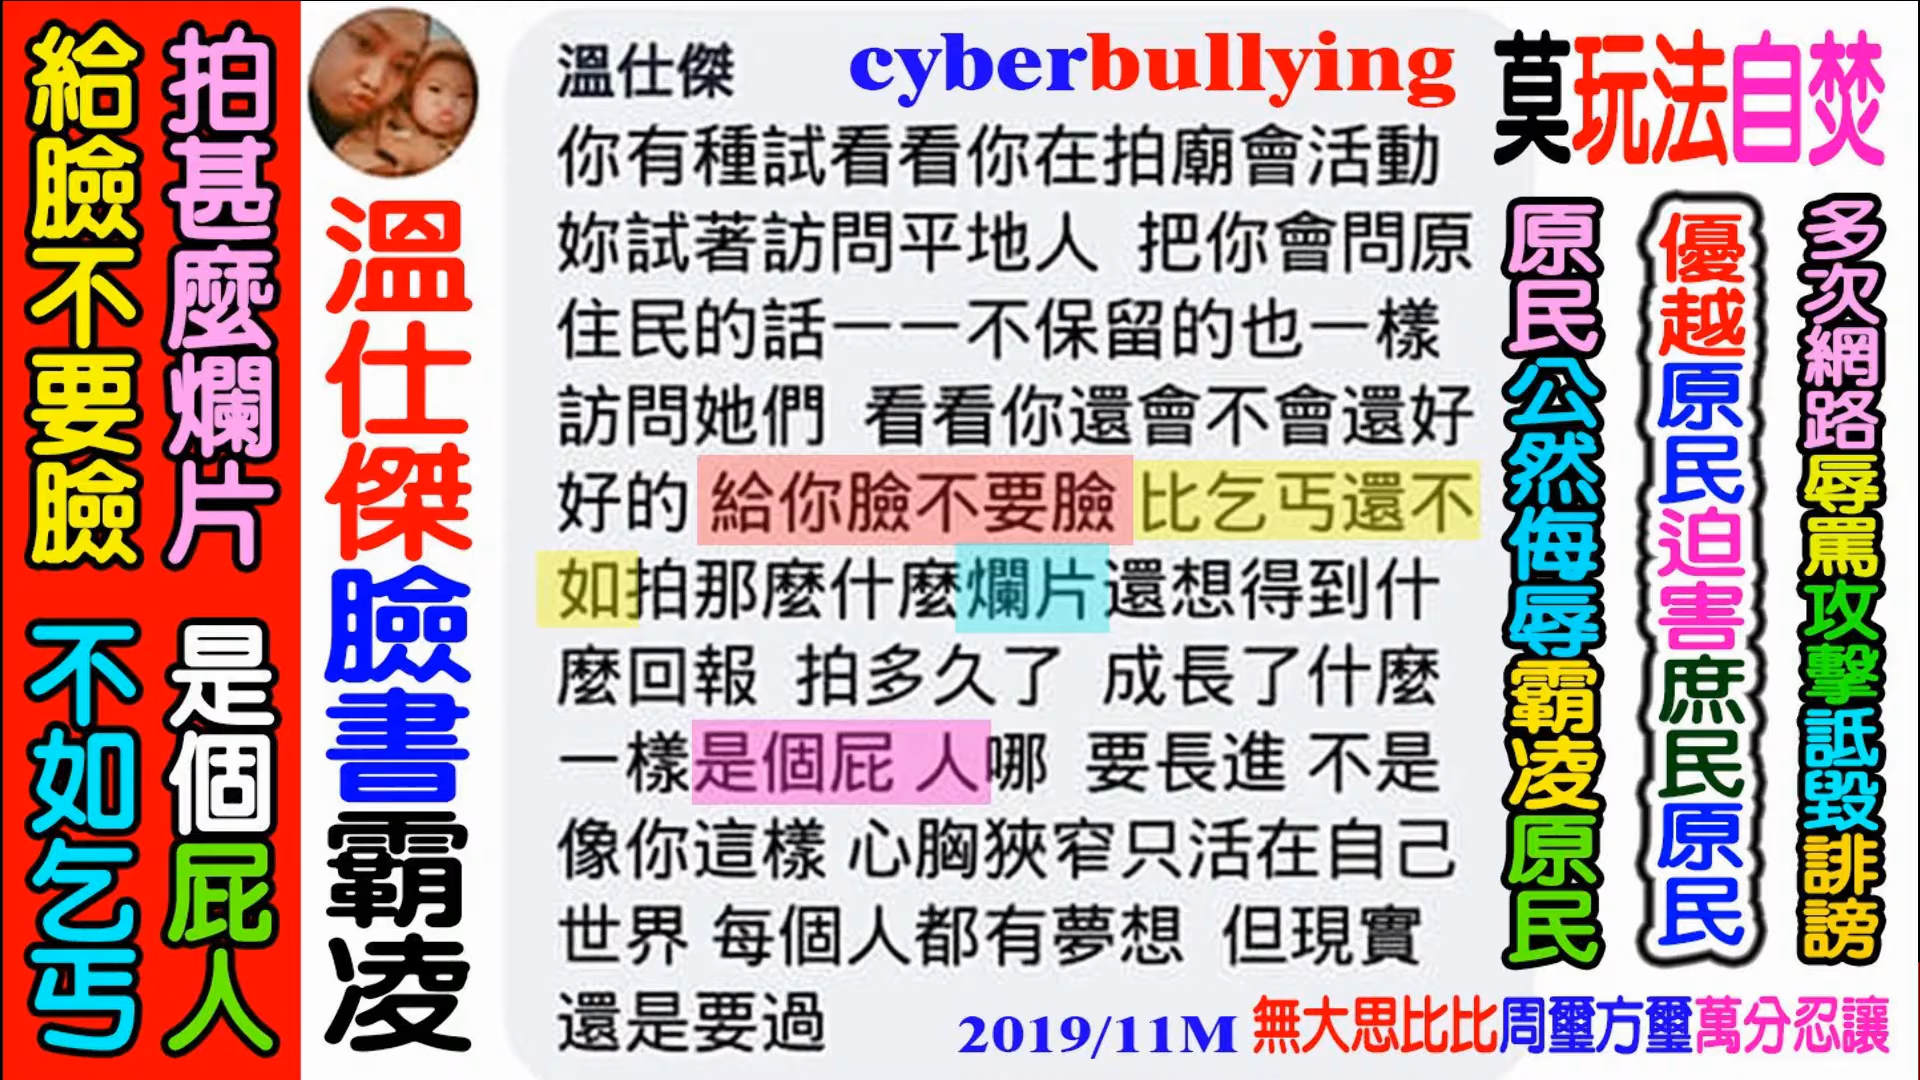 給臉不要臉
不如乞丐
拍甚麼爛片
是個屁人
溫仕傑臉書霸凌
溫仕傑
cyberbullying
你有種試看看你在拍廟會活動
妳試著訪問平地人 把你會問原
住民的話一一不保留的也一樣
訪問她們 看看你還會不會還好
好的 給你臉不要臉 比乞丐還不
如拍那麼什麼爛片還想得到什
麼回報 拍多久了 成長了什麼
一樣是個屁 人哪 要長進 不是
像你這樣 心胸狹窄只活在自己
世界 每個人都有夢想 但現實
還是要過
莫玩法自焚
原民公然侮辱霸凌原民
優越原民迫害庶民原民
多次網路辱罵攻擊詆毀誹謗
2019/11M 無大思比比周璽方璽萬分忍讓